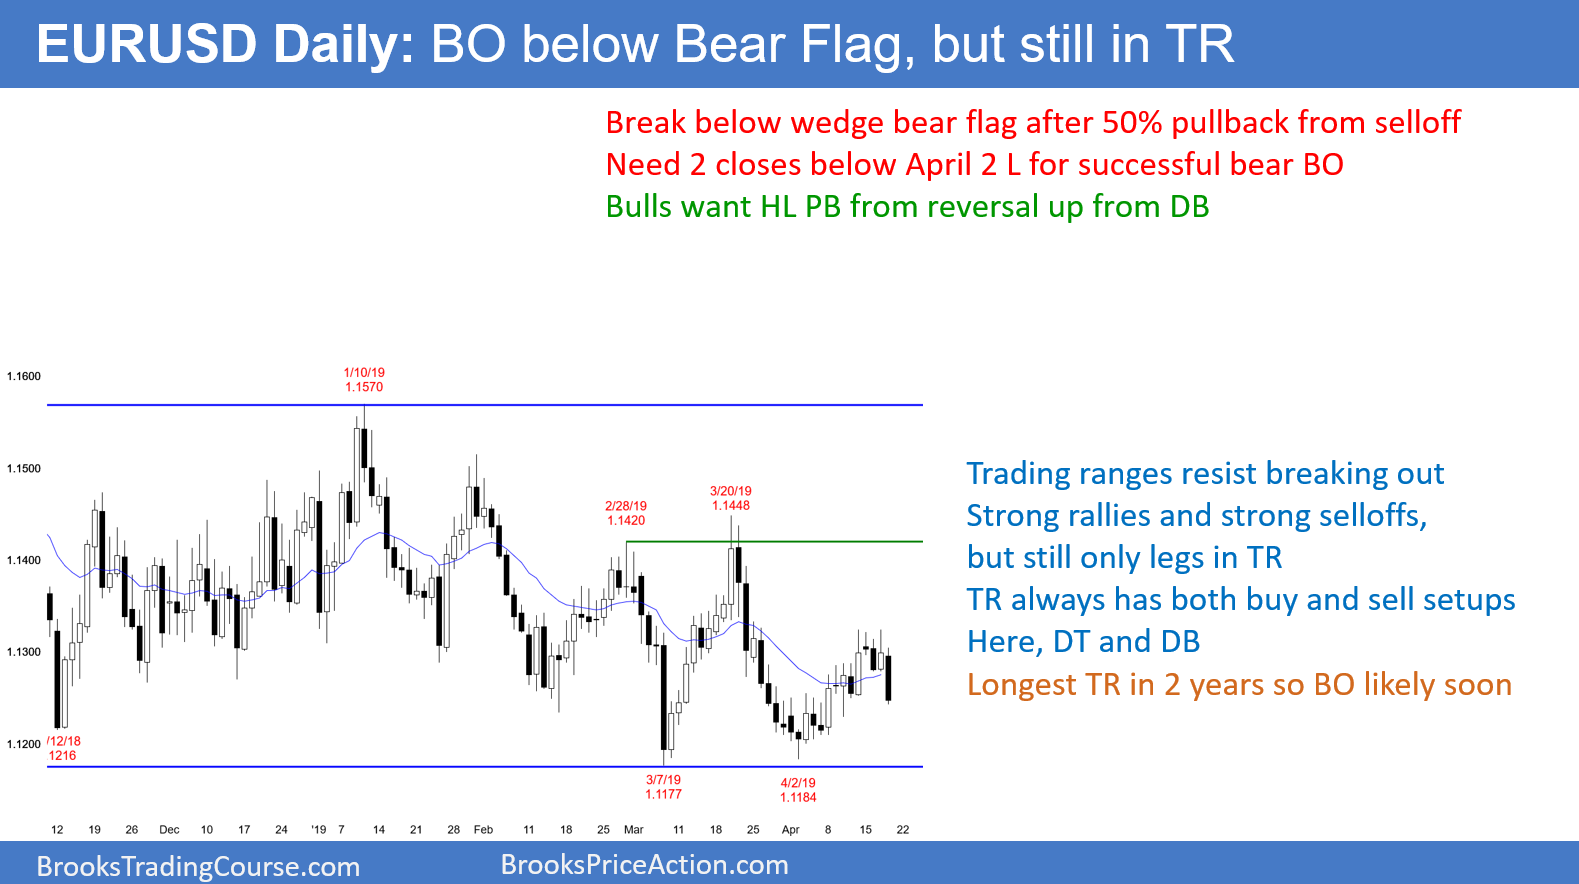 EURUSD Daily: BO below Bear Flag, but still in TR
Break below wedge bear flag after 50% pullback from selloff
Need 2 closes below April 2 L for successful bear BO
Bulls want HL PB from reversal up from DB
1.1600
1.1500
1.1400
1.1300
1.1200
1/10/19
1.1570
2/28/19
1.1420
3/20/19
1.1448
/12/18
1216
3/7/19
1.1177
4/2/19
1.1184
Trading ranges resist breaking out
Strong rallies and strong selloffs,
but still only legs in TR
TR always has both buy and sell setups
Here, DT and DB
Longest TR in 2 years so BO likely soon
12 19 26 Dec 10 17 24 '19 7 14 21 28 Feb 11 18 25 Mar 11 18 25 Apr 8 15 22
BrooksTradingCourse.com
BrooksPriceAction.com